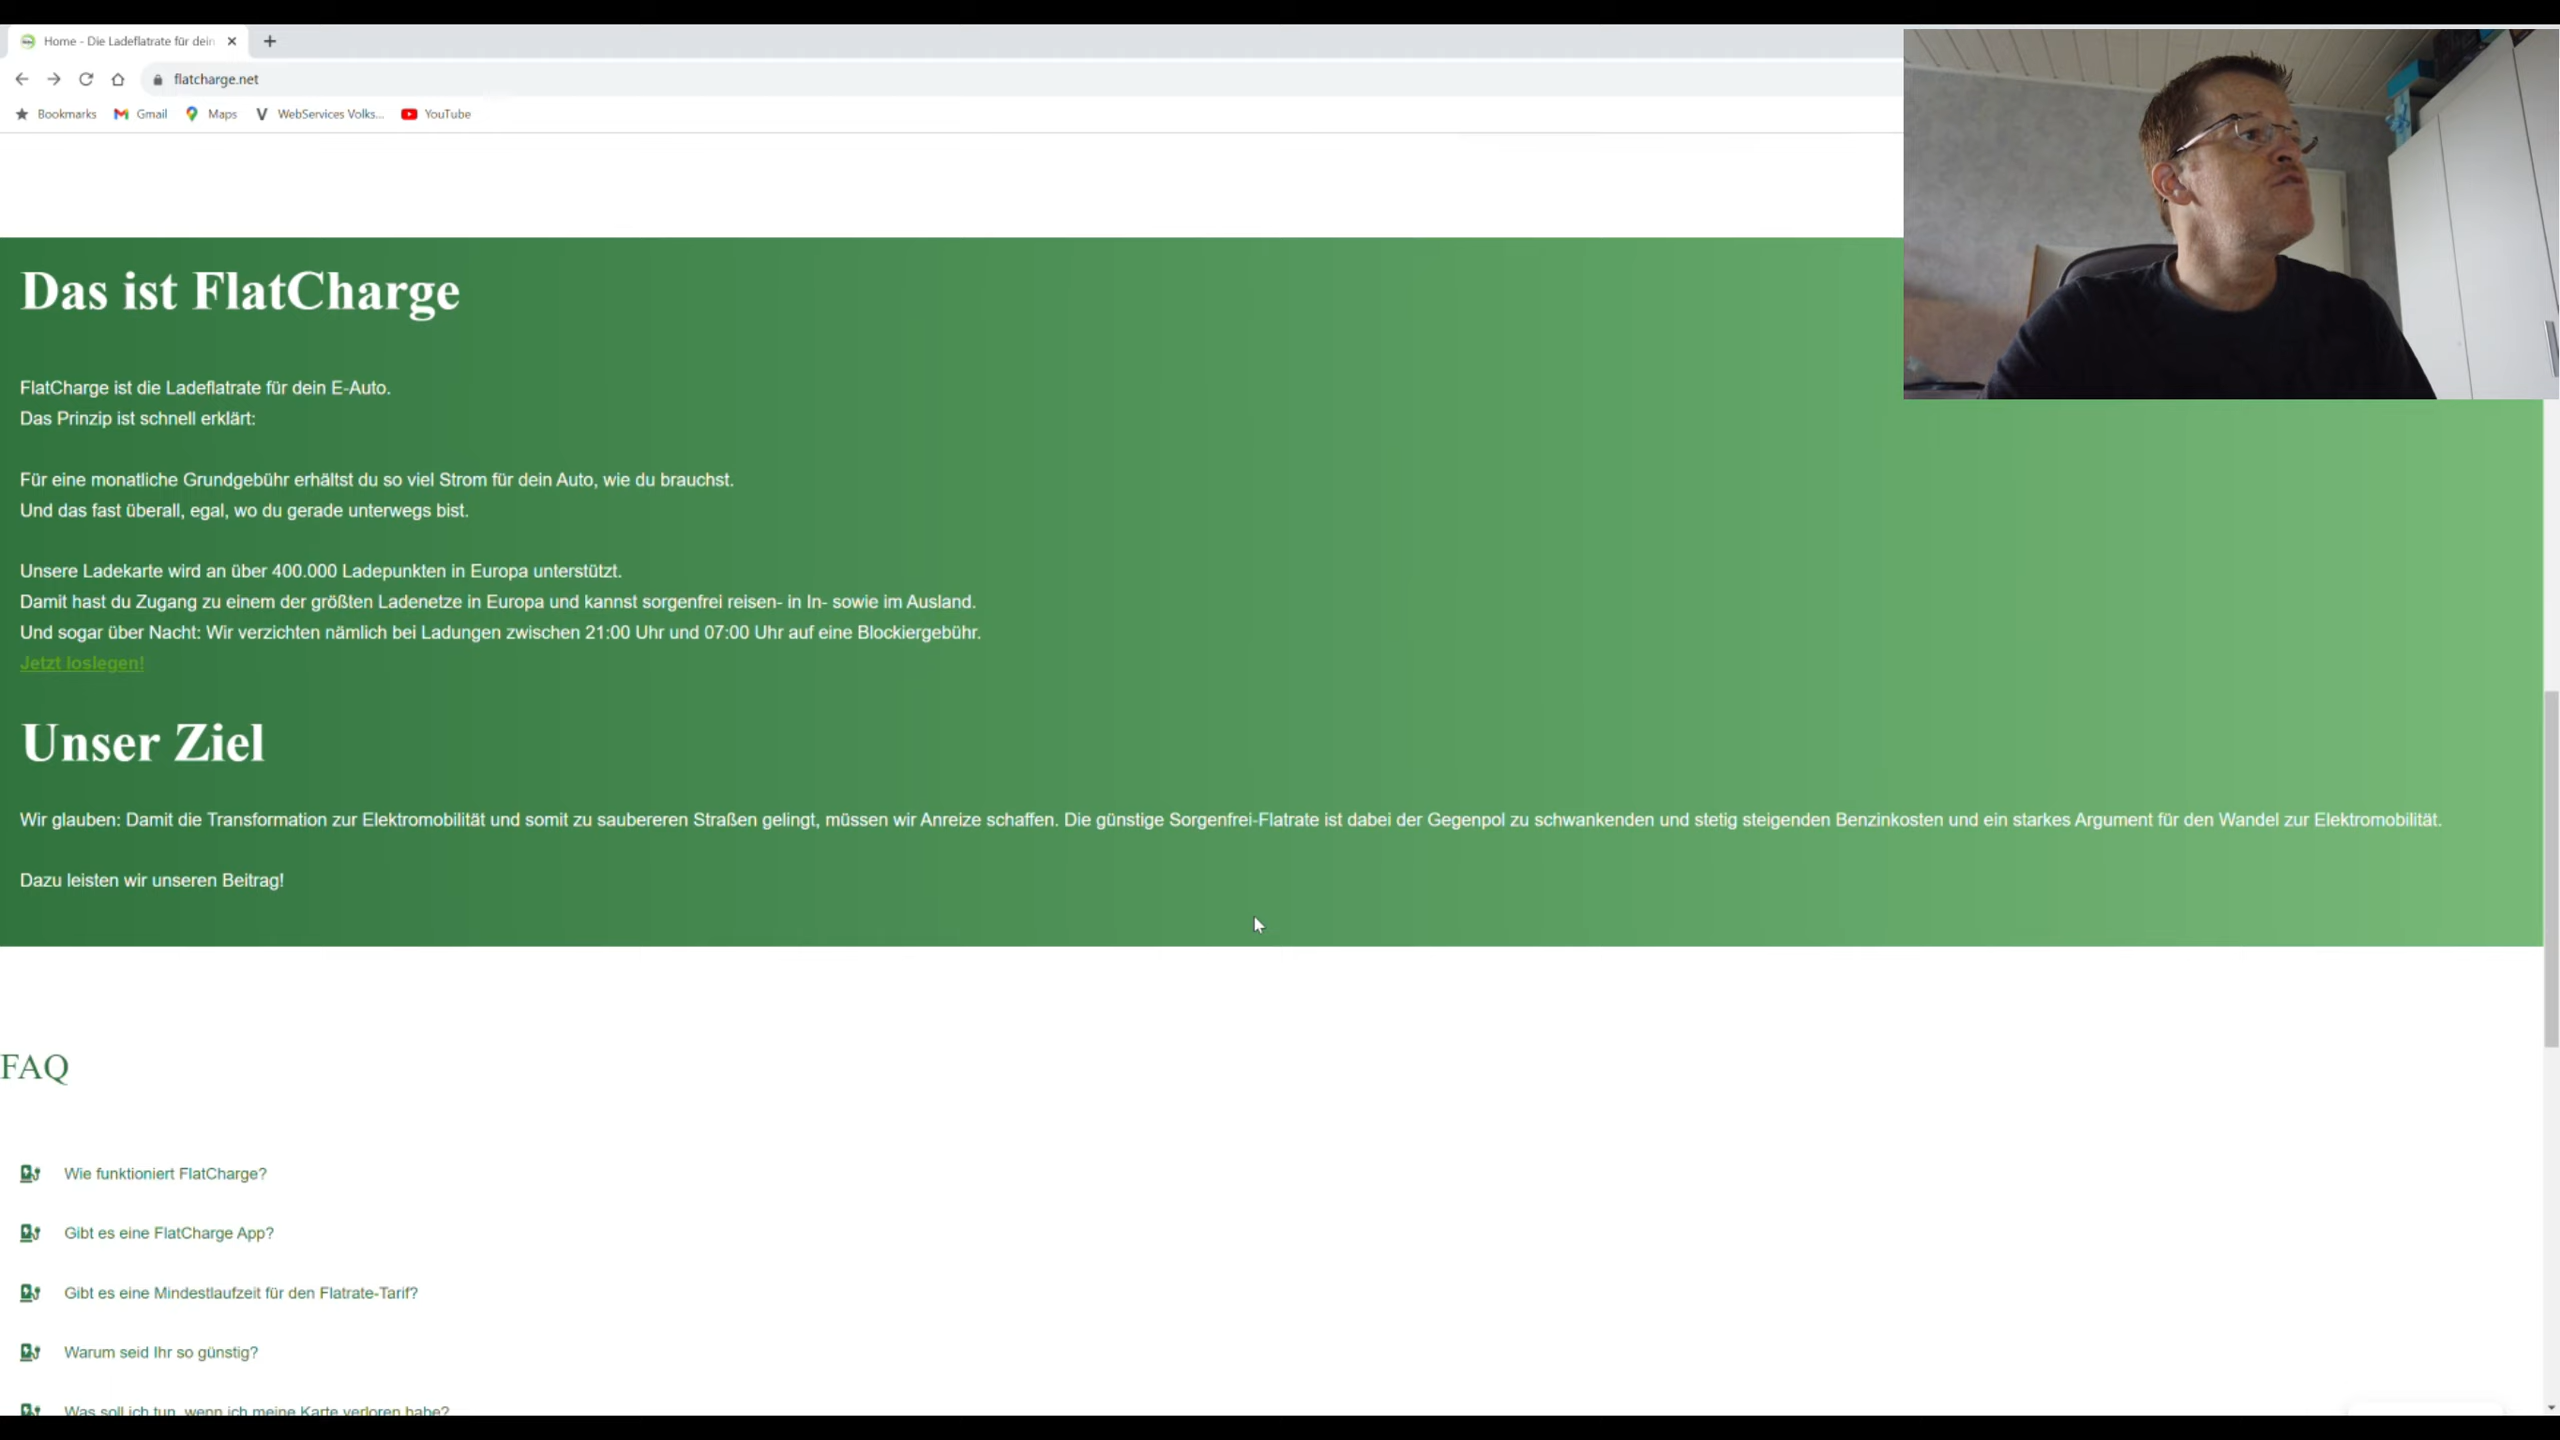 Home - Die Ladeflatrate für dein
flatcharge.net
Bookmarks
Gmail
Maps
WebServices Volks...
YouTube
Das ist FlatCharge
FlatCharge ist die Ladeflatrate für dein E-Auto.
Das Prinzip ist schnell erklärt:
Für eine monatliche Grundgebühr erhältst du so viel Strom für dein Auto, wie du brauchst.
Und das fast überall, egal, wo du gerade unterwegs bist.
Unsere Ladekarte wird an über 400.000 Ladepunkten in Europa unterstützt.
Damit hast du Zugang zu einem der größten Ladenetze in Europa und kannst sorgenfrei reisen- in In- sowie im Ausland.
Und sogar über Nacht: Wir verzichten nämlich bei Ladungen zwischen 21:00 Uhr und 07:00 Uhr auf eine Blockiergebühr.
Jetzt loslegen!
Unser Ziel
Wir glauben: Damit die Transformation zur Elektromobilität und somit zu saubereren Straßen gelingt, müssen wir Anreize schaffen. Die günstige Sorgenfrei-Flatrate ist dabei der Gegenpol zu schwankenden und stetig steigenden Benzinkosten und ein starkes Argument für den Wandel zur Elektromobilität.
Dazu leisten wir unseren Beitrag!
FAQ
Wie funktioniert FlatCharge?
Gibt es eine FlatCharge App?
Gibt es eine Mindestlaufzeit für den Flatrate-Tarif?
Warum seid Ihr so günstig?
Was soll ich tun, wenn ich meine Karte verloren habe?